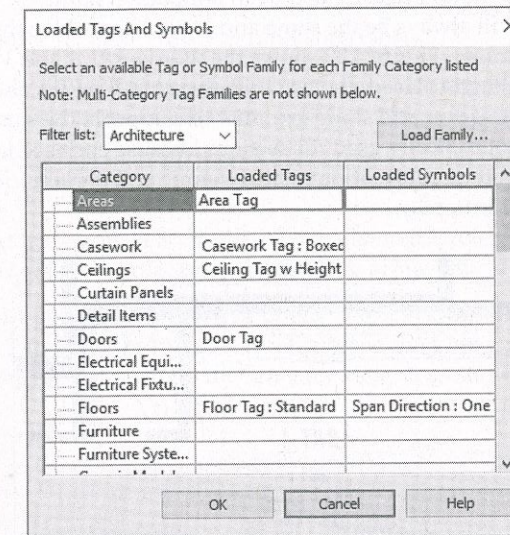 Loaded Tags And Symbols
Select an available Tag or Symbol Family for each Family Category listed
Note: Multi-Category Tag Families are not shown below.
Filter list: Architecture Load Family...
Category Loaded Tags Loaded Symbols
Areas Area Tag
Assemblies
Casework Casework Tag : Boxed
Ceilings Ceiling Tag w Height
Curtain Panels
Detail Items
Doors Door Tag
Electrical Equi...
Electrical Fixtu...
Floors Floor Tag : Standard Span Direction : One
Furniture
Furniture Syste...
OK Cancel Help